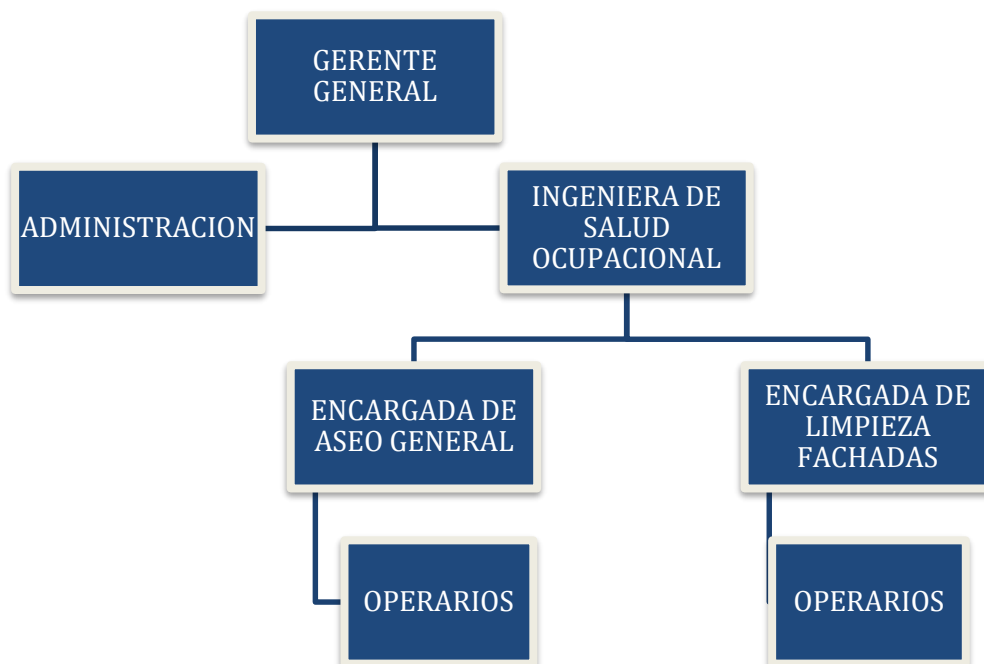 GERENTE
GENERAL
ADMINISTRACION
INGENIERA DE
SALUD
OCUPACIONAL
ENCARGADA DE
ASEO GENERAL
ENCARGADA DE
LIMPIEZA
FACHADAS
OPERARIOS
OPERARIOS